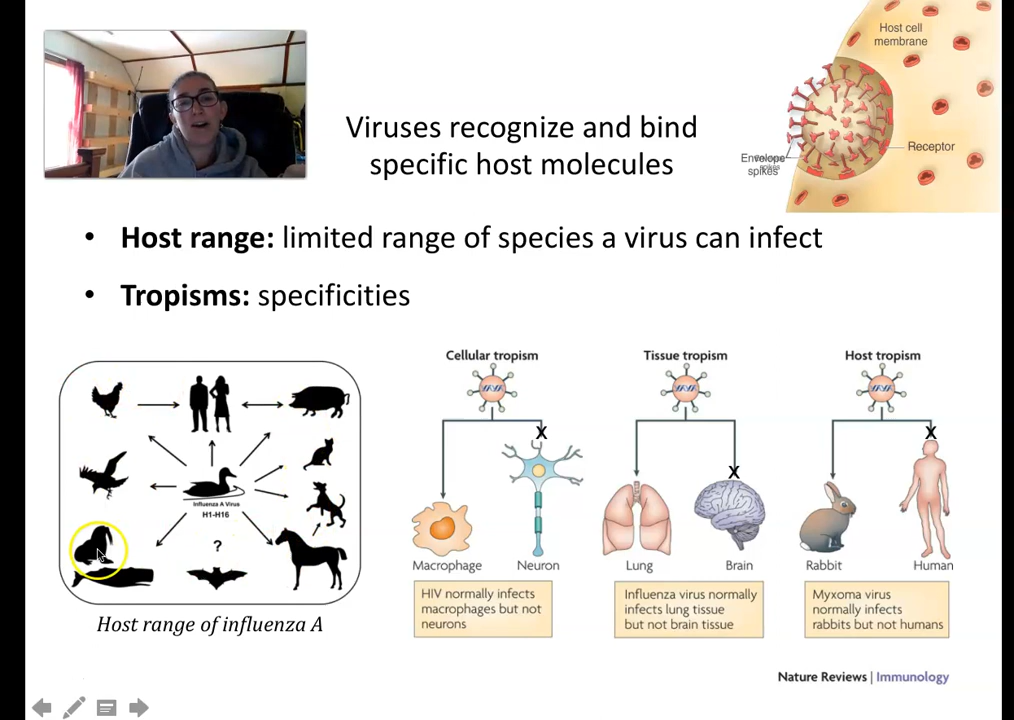 Host cell
membrane
Viruses recognize and bind
specific host molecules
Envelope
spikes
Receptor
• Host range: limited range of species a virus can infect
• Tropisms: specificities
Cellular tropism
Tissue tropism
Host tropism
X
X
X
Influenza A Virus
H1-H16
?
Macrophage
Neuron
Lung
Brain
Rabbit
Human
HIV normally infects
macrophages but not
neurons
Influenza virus normally
infects lung tissue
but not brain tissue
Myxoma virus
normally infects
rabbits but not humans
Host range of influenza A
Nature Reviews | Immunology